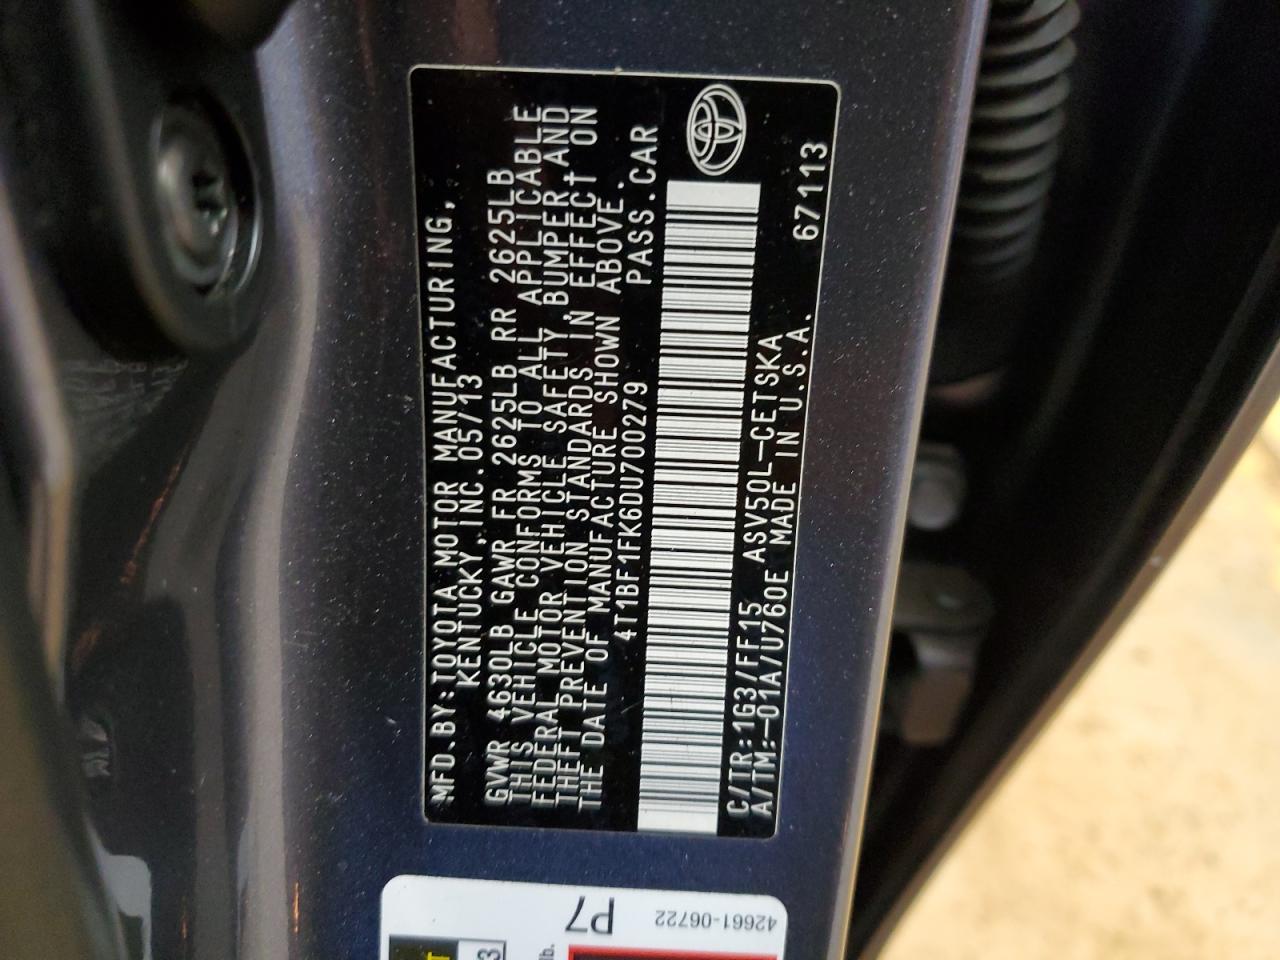 MFD.BY:TOYOTA MOTOR MANUFACTURING,
KENTUCKY,INC.05/13
GVWR 4630LB GAWR FR 2625LB RR 2625LB
THIS VEHICLE CONFORMS TO ALL APPLICABLE
FEDERAL MOTOR VEHICLE SAFETY,BUMPER,AND
THEFT PREVENTION STANDARDS IN EFFECT ON
THE DATE OF MANUFACTURE SHOWN ABOVE.
4T1BF1FK6DU700279 PASS.CAR
C/TR:1G3/FF15 ASV50L-CETSKA
A/TM:-01A/U760E MADE IN U.S.A. 67113
42661-06722
P7
lb.
3